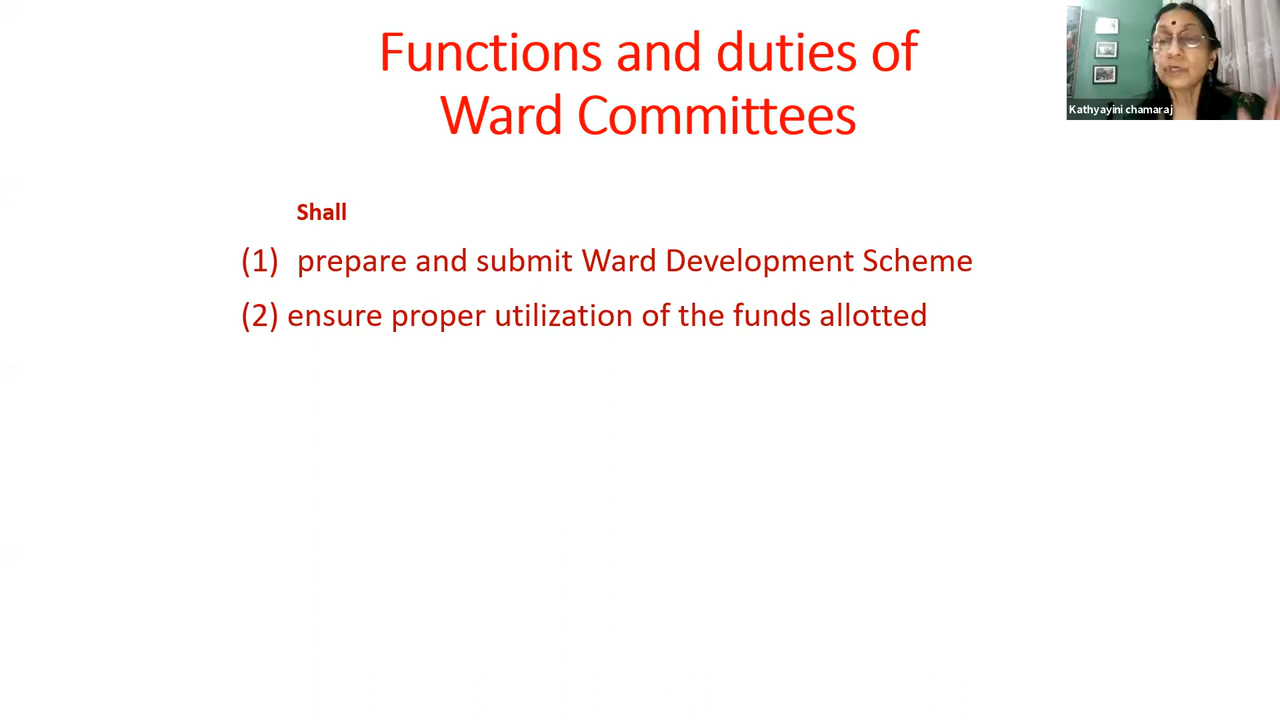 Functions and duties of
Ward Committees
Kathyayini chamaraj
Shall
(1) prepare and submit Ward Development Scheme
(2) ensure proper utilization of the funds allotted